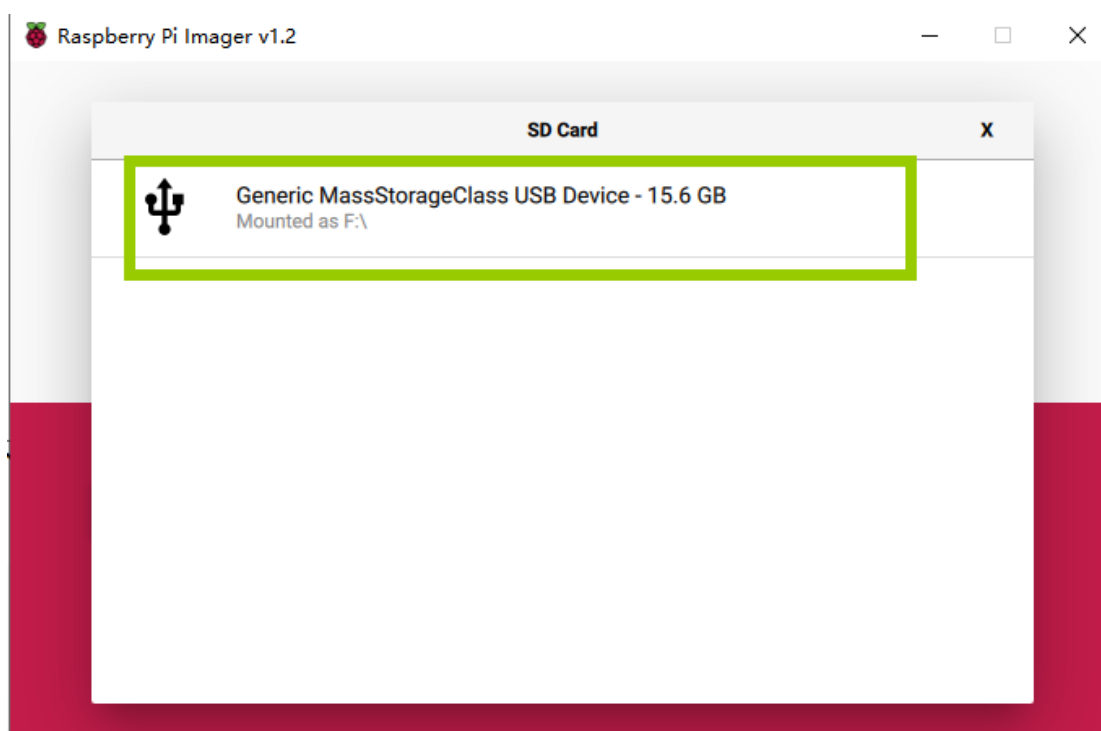 Raspberry Pi Imager v1.2
SD Card
X
Generic MassStorageClass USB Device - 15.6 GB
Mounted as F:\